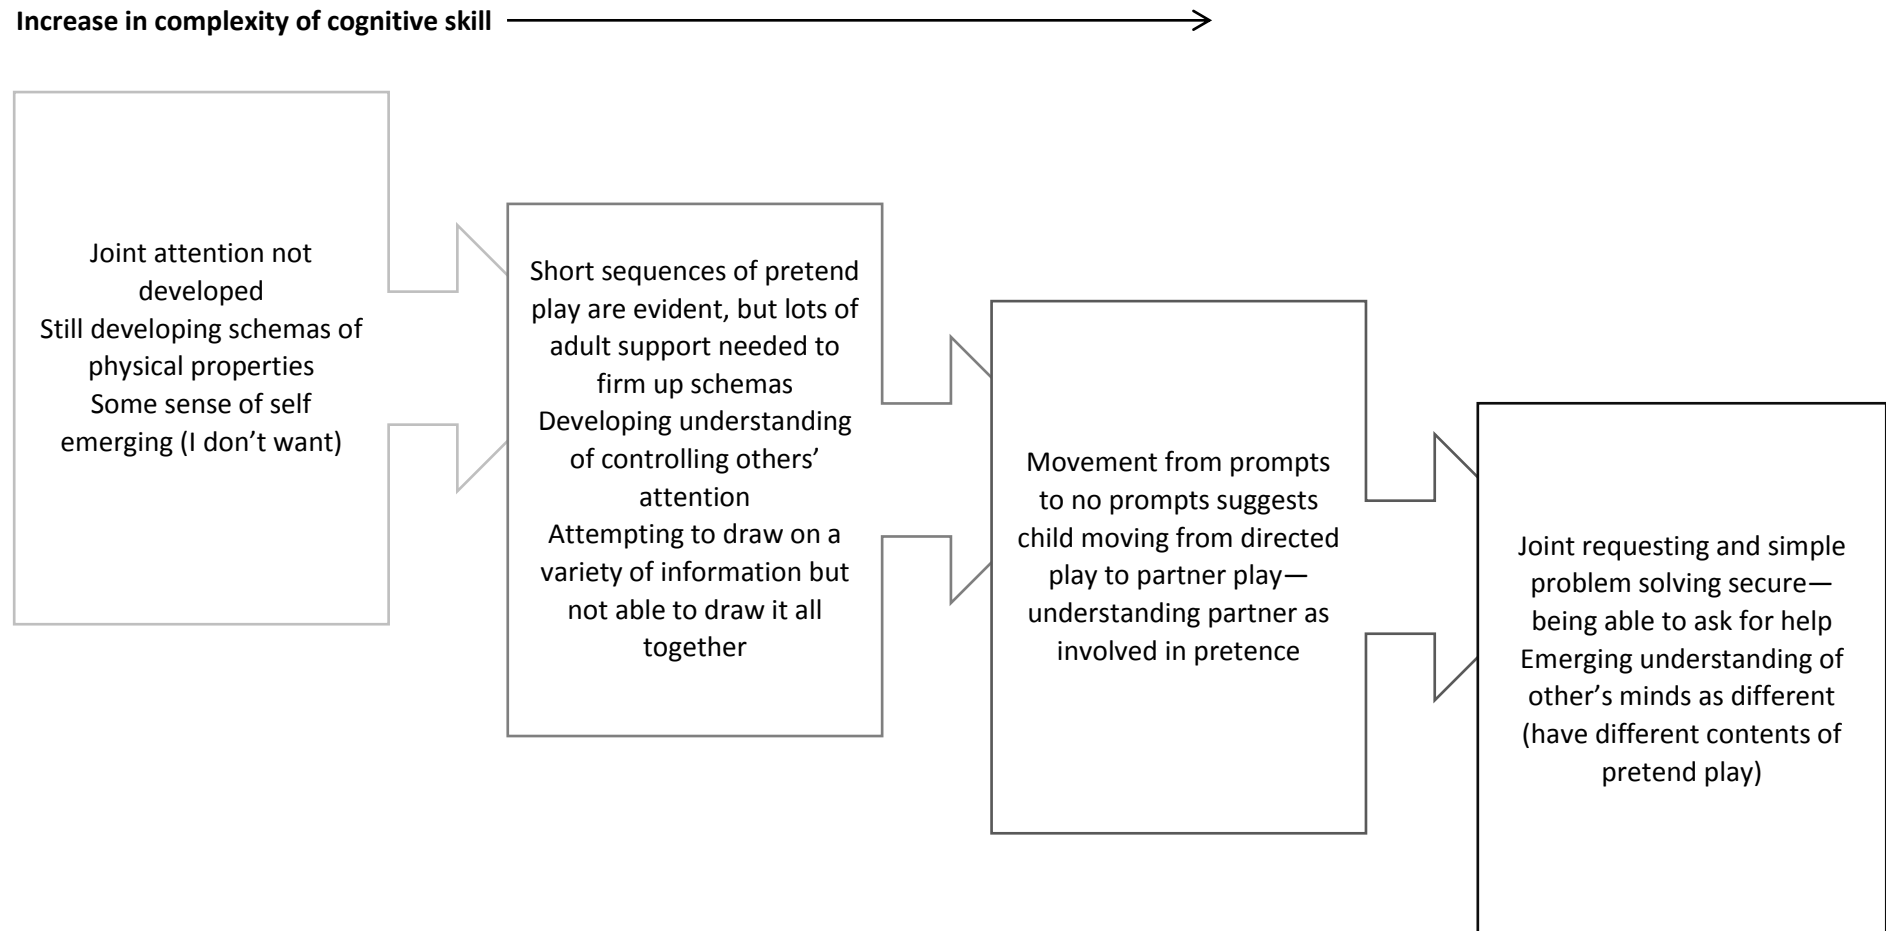 Increase in complexity of cognitive skill
Joint attention not
developed
Still developing schemas of
physical properties
Some sense of self
emerging (I don’t want)
Short sequences of pretend
play are evident, but lots of
adult support needed to
firm up schemas
Developing understanding
of controlling others’
attention
Attempting to draw on a
variety of information but
not able to draw it all
together
Movement from prompts
to no prompts suggests
child moving from directed
play to partner play—
understanding partner as
involved in pretence
Joint requesting and simple
problem solving secure—
being able to ask for help
Emerging understanding of
other’s minds as different
(have different contents of
pretend play)